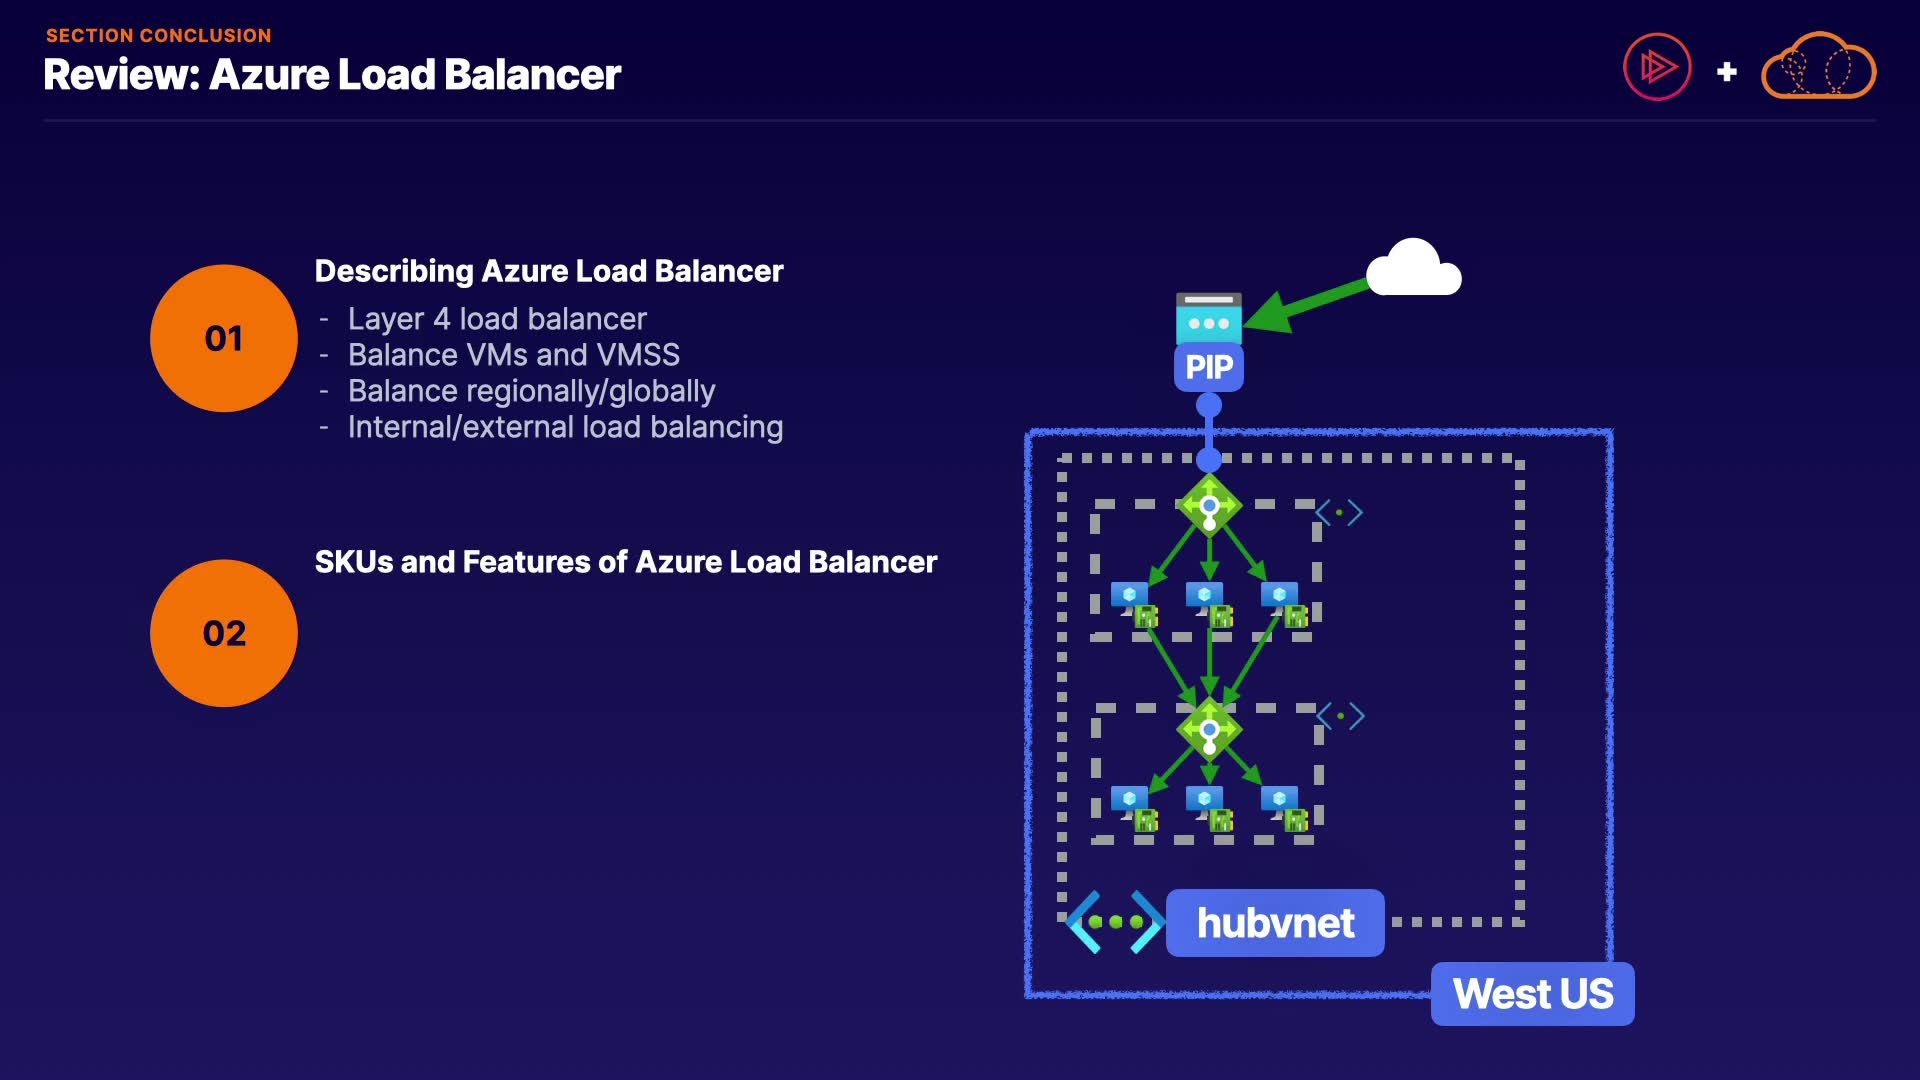 SECTION CONCLUSION
Review: Azure Load Balancer
+
01
Describing Azure Load Balancer
- Layer 4 load balancer
- Balance VMs and VMSS
- Balance regionally/globally
- Internal/external load balancing
02
SKUs and Features of Azure Load Balancer
PIP
hubvnet
West US